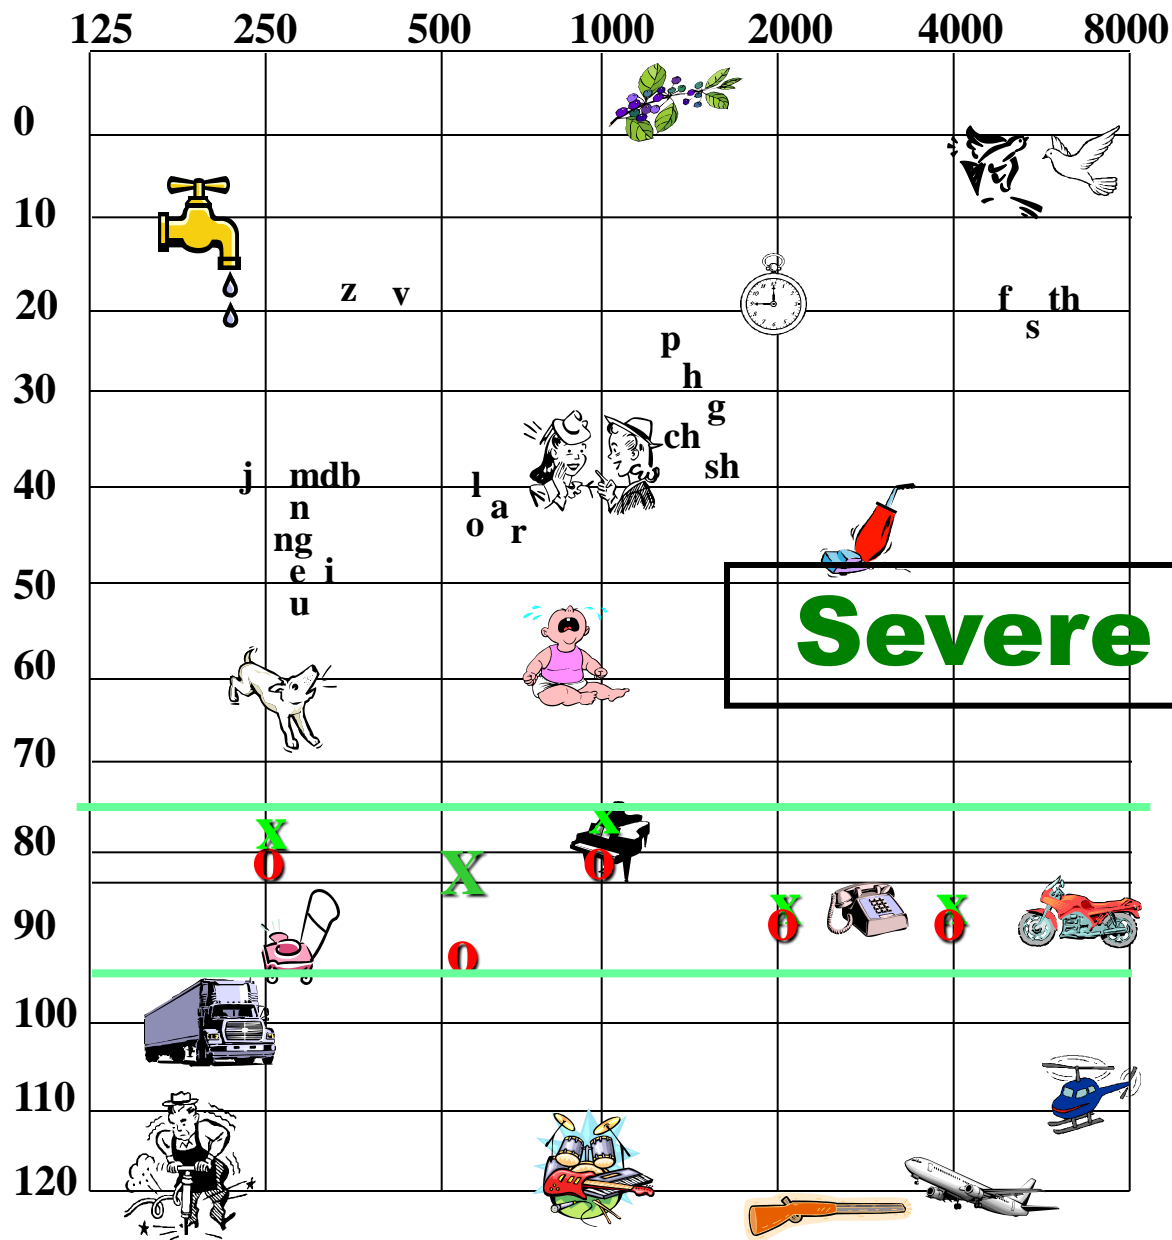 125 250 500 1000 2000 4000 8000
0
10
z v f th
20
s
p
h
30
g
ch
sh
j mdb l
40
n a
o r
ng
e i
50
u
Severe
60
70
X X
80
X
O O
X X
90 O O
O
100
110
120